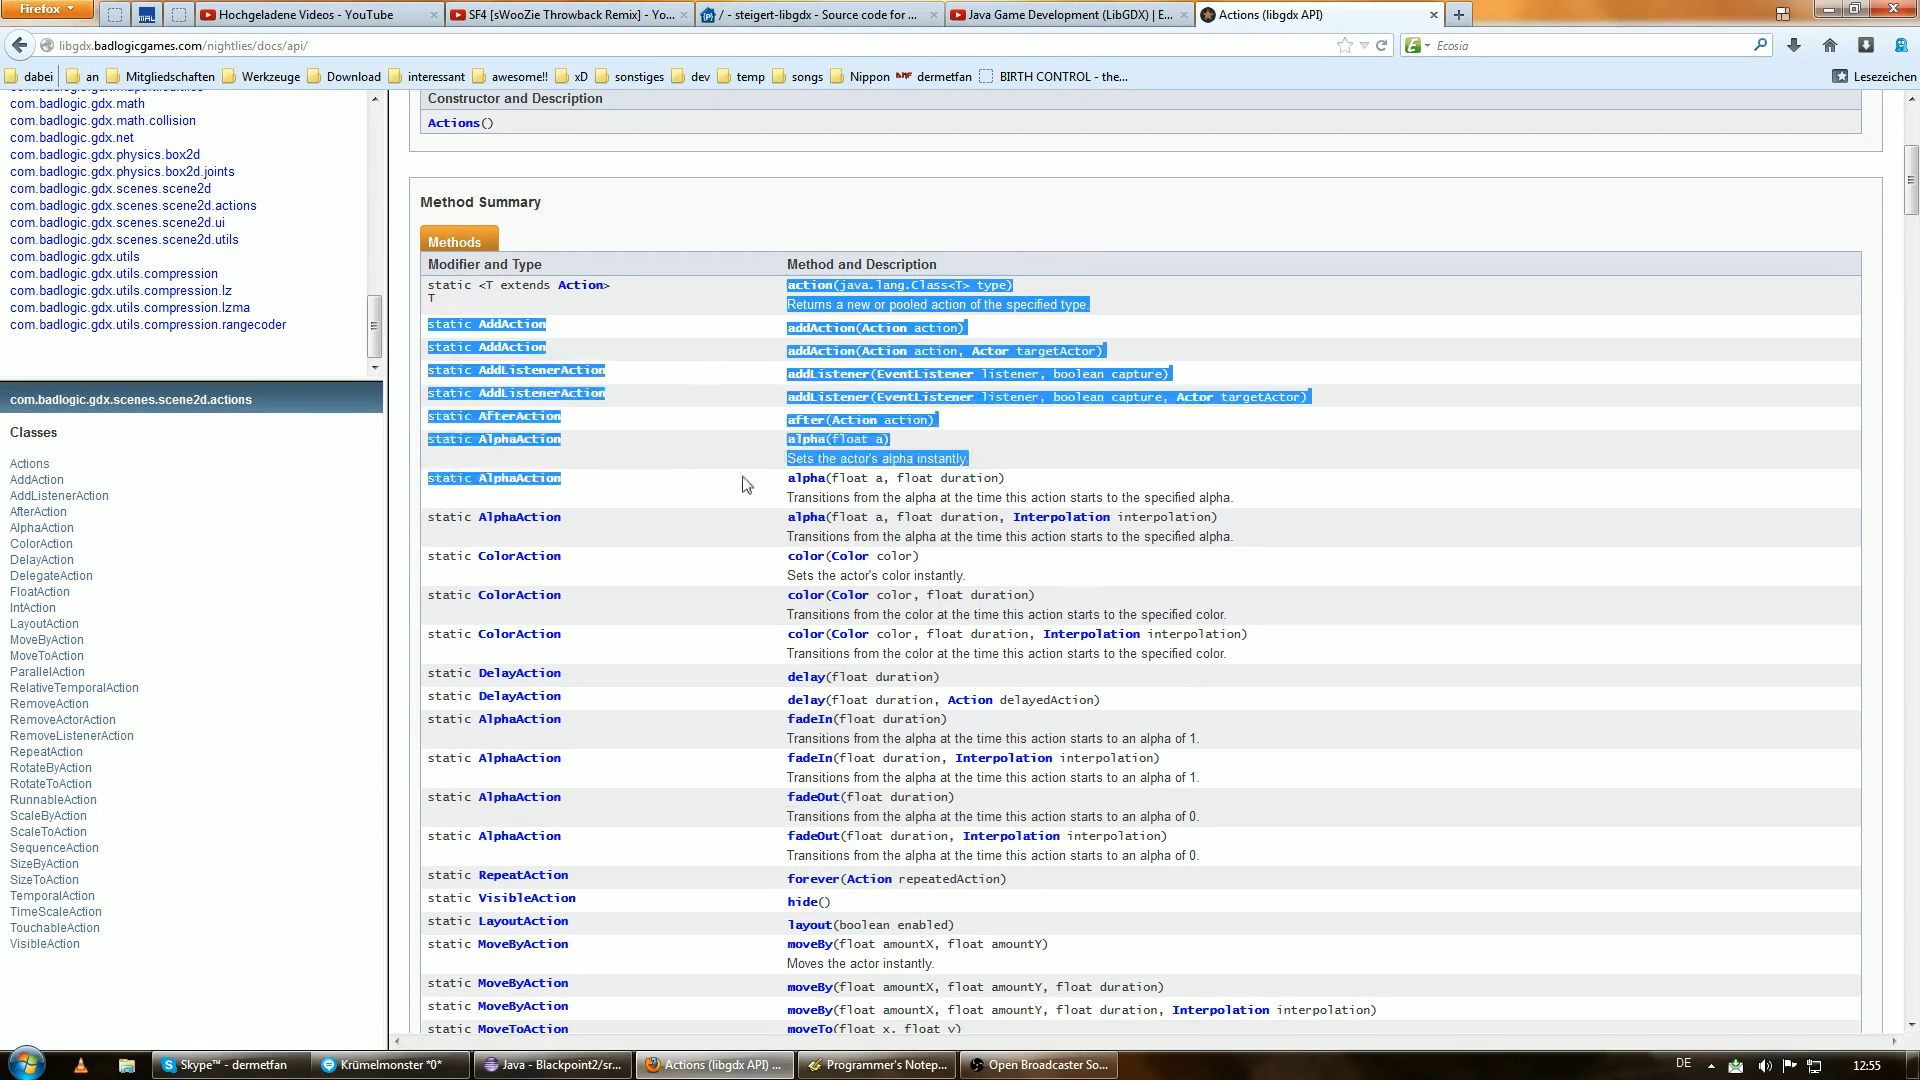 Firefox
MAL
Hochgeladene Videos - YouTube
SF4 [sWooZie Throwback Remix] - Yo...
/ - steigert-libgdx - Source code for ...
Java Game Development (LibGDX) | E...
Actions (libgdx API)
libgdx.badlogicgames.com/nightlies/docs/api/
Ecosia
dabei
an
Mitgliedschaften
Werkzeuge
Download
interessant
awesome!!
xD
sonstiges
dev
temp
songs
Nippon
dermetfan
BIRTH CONTROL - the...
Lesezeichen
com.badlogic.gdx.math
com.badlogic.gdx.math.collision
com.badlogic.gdx.net
com.badlogic.gdx.physics.box2d
com.badlogic.gdx.physics.box2d.joints
com.badlogic.gdx.scenes.scene2d
com.badlogic.gdx.scenes.scene2d.actions
com.badlogic.gdx.scenes.scene2d.ui
com.badlogic.gdx.scenes.scene2d.utils
com.badlogic.gdx.utils
com.badlogic.gdx.utils.compression
com.badlogic.gdx.utils.compression.lz
com.badlogic.gdx.utils.compression.lzma
com.badlogic.gdx.utils.compression.rangecoder
com.badlogic.gdx.scenes.scene2d.actions
Classes
Actions
AddAction
AddListenerAction
AfterAction
AlphaAction
ColorAction
DelayAction
DelegateAction
FloatAction
IntAction
LayoutAction
MoveByAction
MoveToAction
ParallelAction
RelativeTemporalAction
RemoveAction
RemoveActorAction
RemoveListenerAction
RepeatAction
RotateByAction
RotateToAction
RunnableAction
ScaleByAction
ScaleToAction
SequenceAction
SizeByAction
SizeToAction
TemporalAction
TimeScaleAction
TouchableAction
VisibleAction
Constructor and Description
Actions()
Method Summary
Methods
Modifier and Type Method and Description
static <T extends Action> action(java.lang.Class<T> type)
T Returns a new or pooled action of the specified type.
static AddAction addAction(Action action)
static AddAction addAction(Action action, Actor targetActor)
static AddListenerAction addListener(EventListener listener, boolean capture)
static AddListenerAction addListener(EventListener listener, boolean capture, Actor targetActor)
static AfterAction after(Action action)
static AlphaAction alpha(float a)
Sets the actor's alpha instantly.
static AlphaAction alpha(float a, float duration)
Transitions from the alpha at the time this action starts to the specified alpha.
static AlphaAction alpha(float a, float duration, Interpolation interpolation)
Transitions from the alpha at the time this action starts to the specified alpha.
static ColorAction color(Color color)
Sets the actor's color instantly.
static ColorAction color(Color color, float duration)
Transitions from the color at the time this action starts to the specified color.
static ColorAction color(Color color, float duration, Interpolation interpolation)
Transitions from the color at the time this action starts to the specified color.
static DelayAction delay(float duration)
static DelayAction delay(float duration, Action delayedAction)
static AlphaAction fadeIn(float duration)
Transitions from the alpha at the time this action starts to an alpha of 1.
static AlphaAction fadeIn(float duration, Interpolation interpolation)
Transitions from the alpha at the time this action starts to an alpha of 1.
static AlphaAction fadeOut(float duration)
Transitions from the alpha at the time this action starts to an alpha of 0.
static AlphaAction fadeOut(float duration, Interpolation interpolation)
Transitions from the alpha at the time this action starts to an alpha of 0.
static RepeatAction forever(Action repeatedAction)
static VisibleAction hide()
static LayoutAction layout(boolean enabled)
static MoveByAction moveBy(float amountX, float amountY)
Moves the actor instantly.
static MoveByAction moveBy(float amountX, float amountY, float duration)
static MoveByAction moveBy(float amountX, float amountY, float duration, Interpolation interpolation)
static MoveToAction moveTo(float x, float y)
Skype™ - dermetfan
Krümelmonster *0*
Java - Blackpoint2/sr...
Actions (libgdx API) ...
Programmer's Notep...
Open Broadcaster So...
DE
12:55